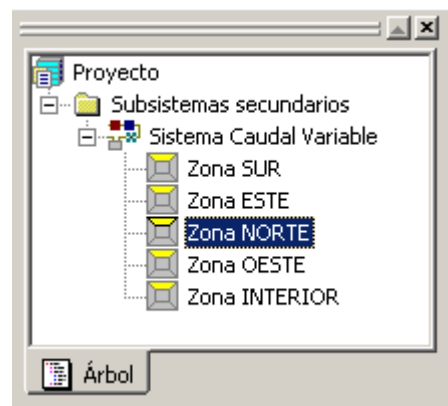 Proyecto
Subsistemas secundarios
Sistema Caudal Variable
Zona SUR
Zona ESTE
Zona NORTE
Zona OESTE
Zona INTERIOR
Árbol